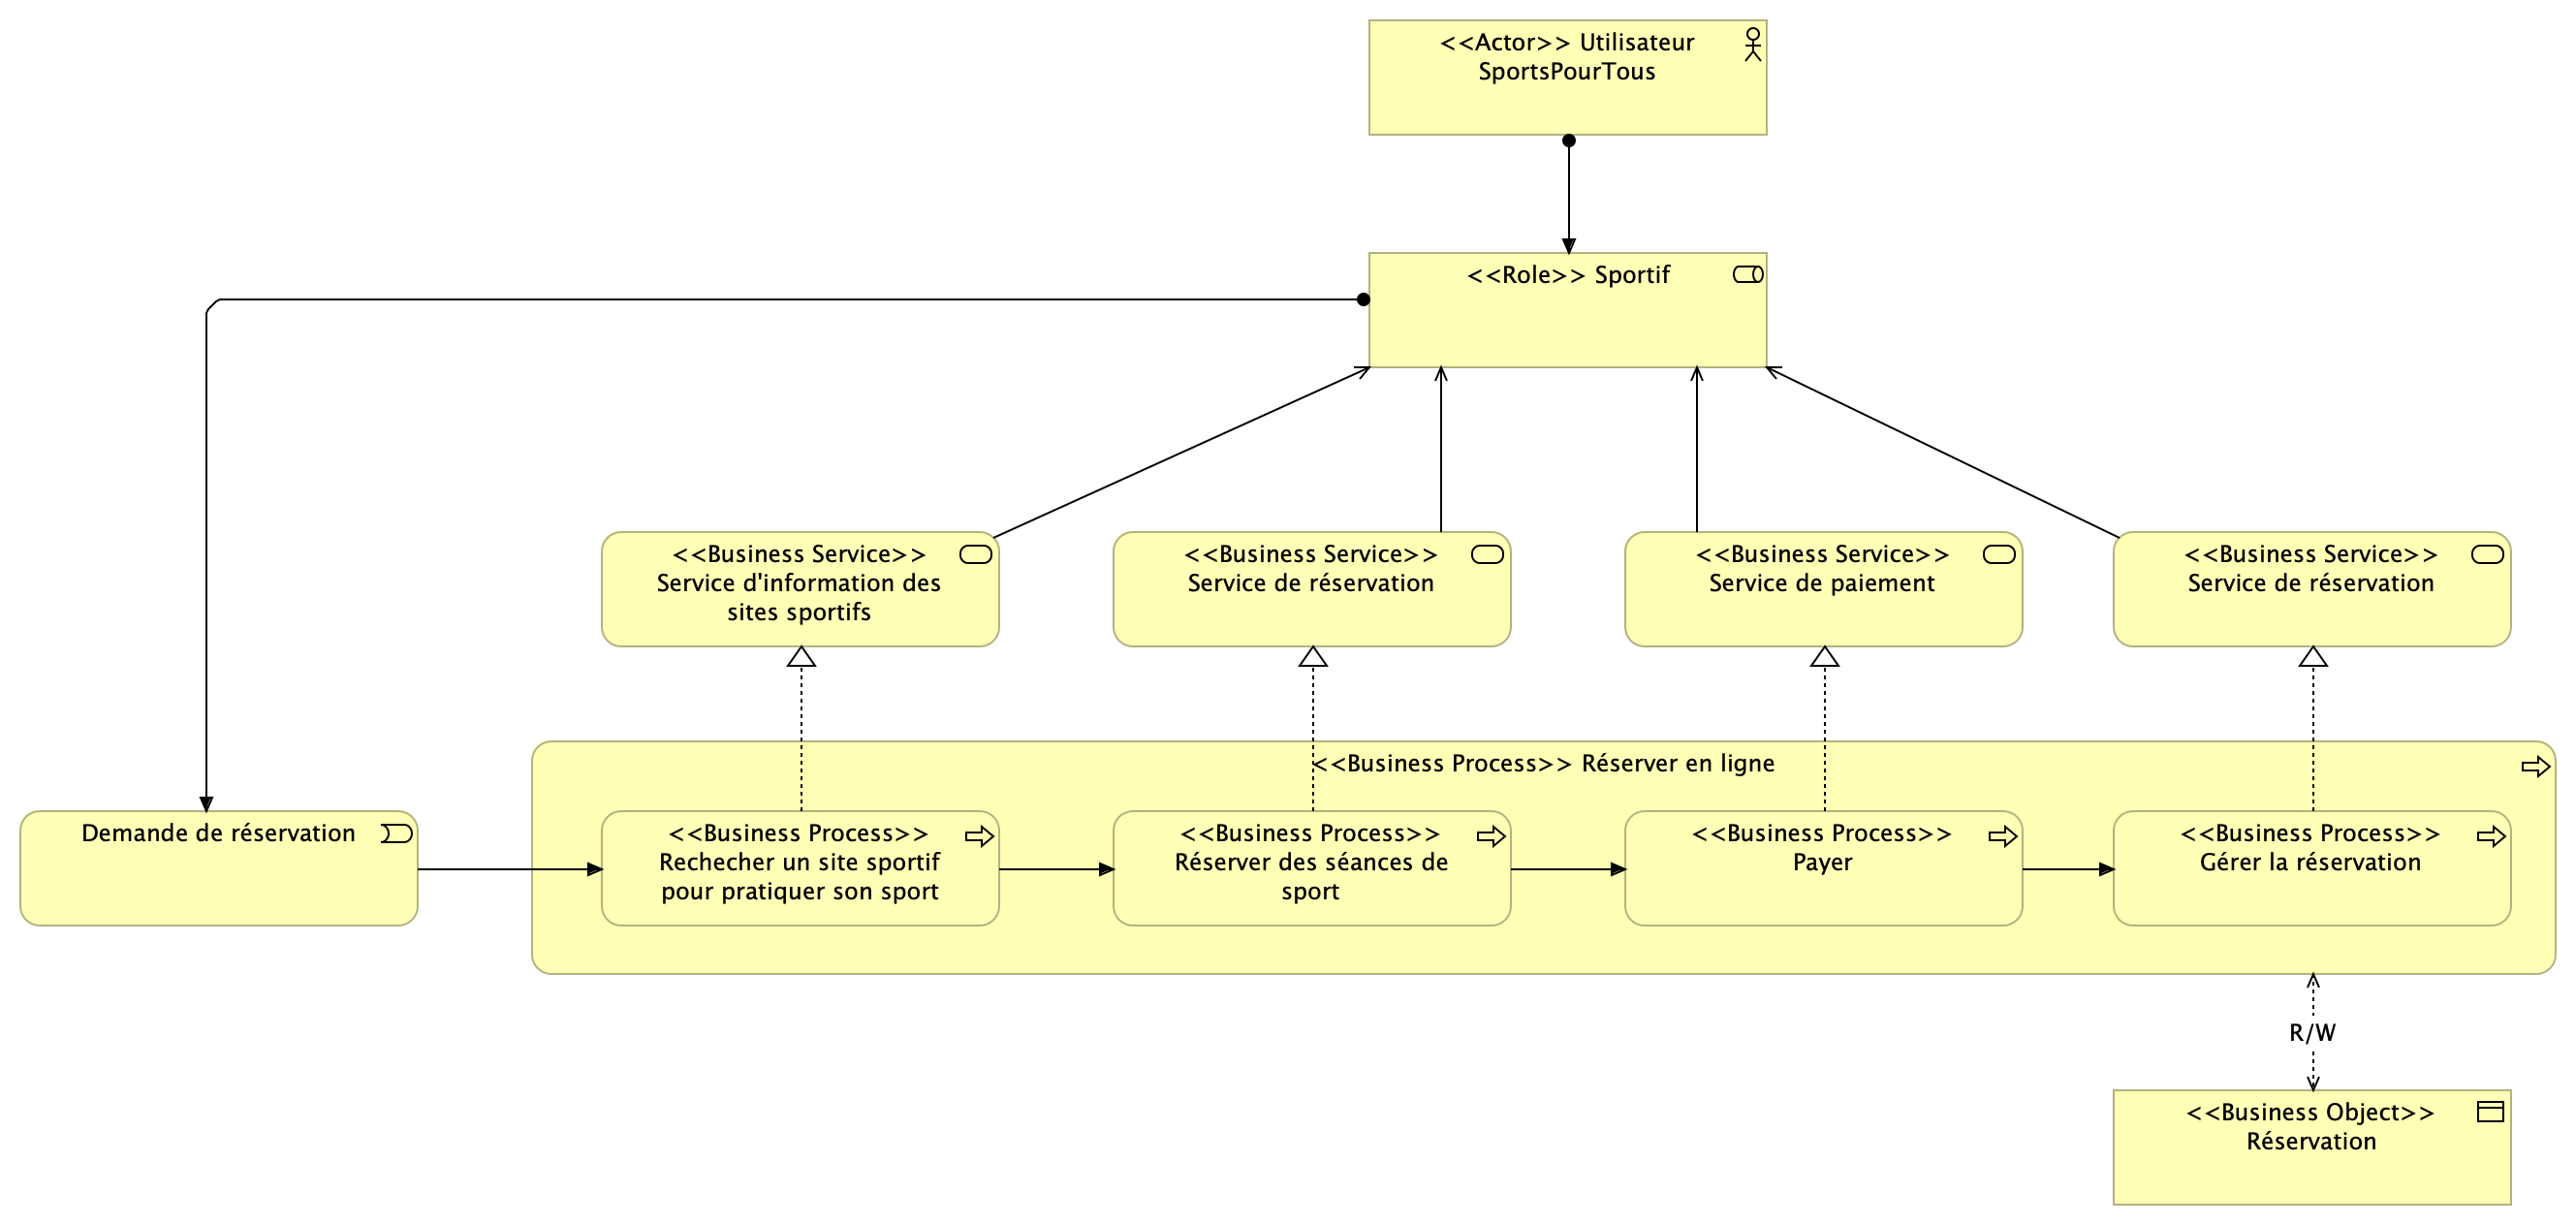 <<Actor>> Utilisateur
SportsPourTous
<<Role>> Sportif
<<Business Service>>
Service d'information des
sites sportifs
<<Business Service>>
Service de réservation
<<Business Service>>
Service de paiement
<<Business Service>>
Service de réservation
<<Business Process>> Réserver en ligne
Demande de réservation
<<Business Process>>
Rechecher un site sportif
pour pratiquer son sport
<<Business Process>>
Réserver des séances de
sport
<<Business Process>>
Payer
<<Business Process>>
Gérer la réservation
R/W
<<Business Object>>
Réservation